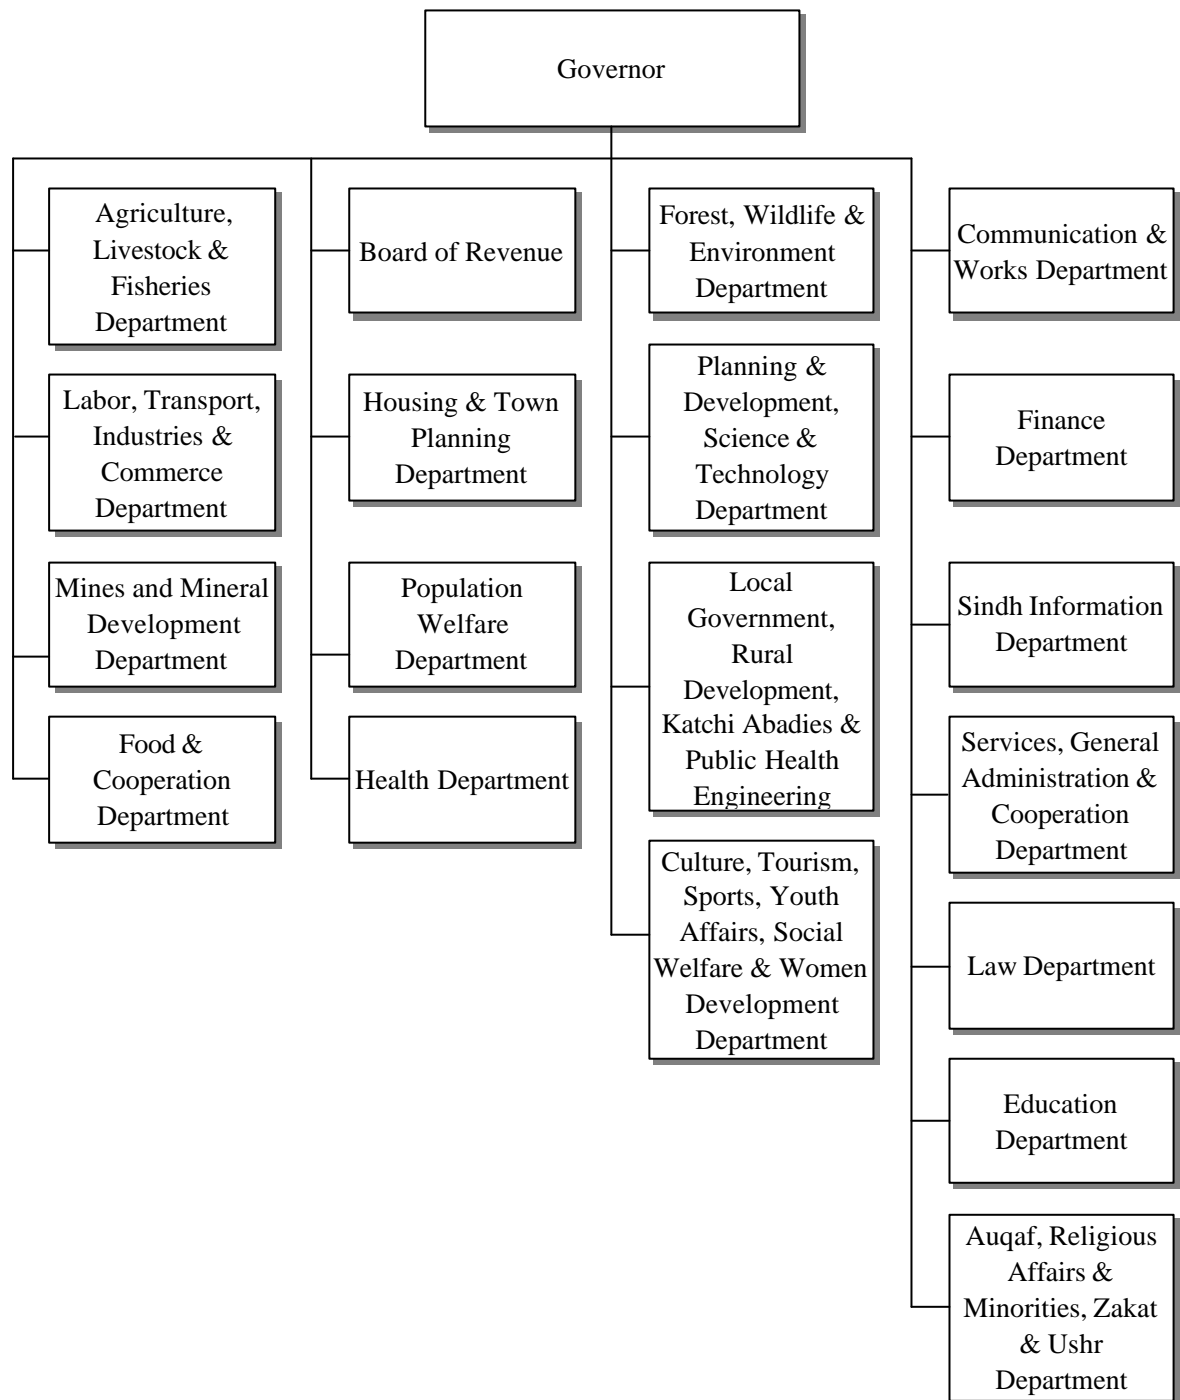 Governor
Agriculture,
Livestock &
Fisheries
Department
Labor, Transport,
Industries &
Commerce
Department
Mines and Mineral
Development
Department
Food &
Cooperation
Department
Board of Revenue
Housing & Town
Planning
Department
Population
Welfare
Department
Health Department
Forest, Wildlife &
Environment
Department
Planning &
Development,
Science &
Technology
Department
Local
Government,
Rural
Development,
Katchi Abadies &
Public Health
Engineering
Culture, Tourism,
Sports, Youth
Affairs, Social
Welfare & Women
Development
Department
Communication &
Works Department
Finance
Department
Sindh Information
Department
Services, General
Administration &
Cooperation
Department
Law Department
Education
Department
Auqaf, Religious
Affairs &
Minorities, Zakat
& Ushr
Department